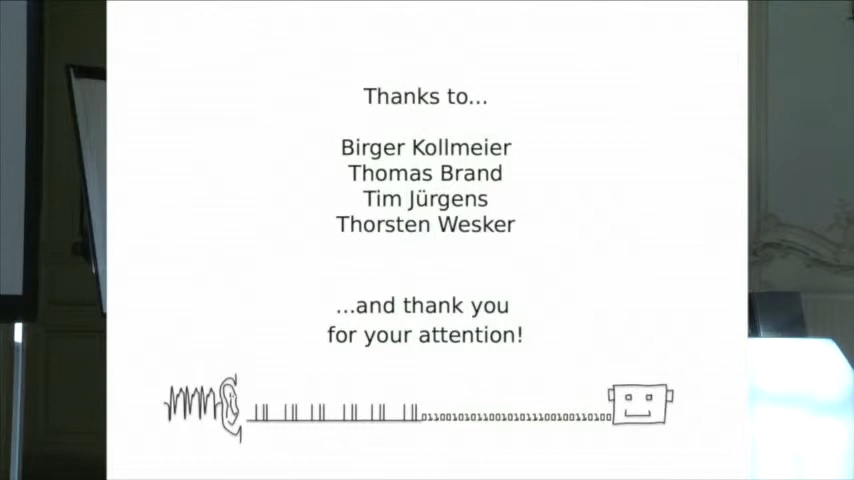 Thanks to...
Birger Kollmeier
Thomas Brand
Tim Jürgens
Thorsten Wesker
...and thank you
for your attention!